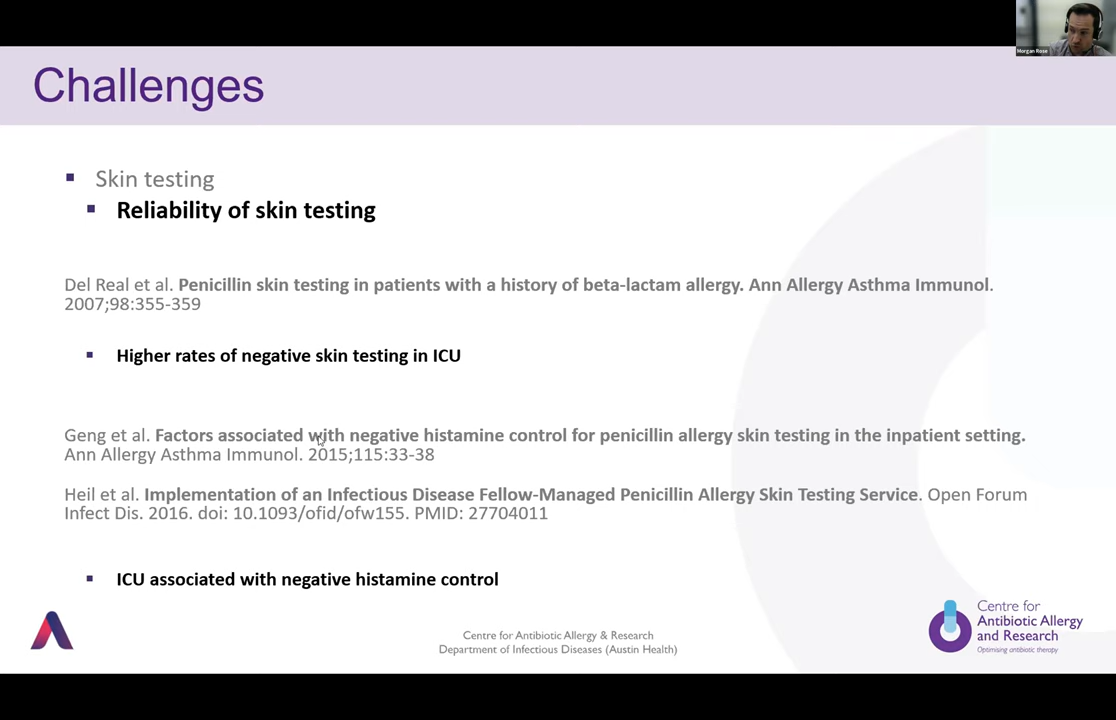 Morgan Rose
Challenges
Skin testing
Reliability of skin testing
Del Real et al. Penicillin skin testing in patients with a history of beta-lactam allergy. Ann Allergy Asthma Immunol.
2007;98:355-359
Higher rates of negative skin testing in ICU
Geng et al. Factors associated with negative histamine control for penicillin allergy skin testing in the inpatient setting.
Ann Allergy Asthma Immunol. 2015;115:33-38
Heil et al. Implementation of an Infectious Disease Fellow-Managed Penicillin Allergy Skin Testing Service. Open Forum
Infect Dis. 2016. doi: 10.1093/ofid/ofw155. PMID: 27704011
ICU associated with negative histamine control
Centre for Antibiotic Allergy & Research
Department of Infectious Diseases (Austin Health)
Centre for
Antibiotic Allergy
and Research
Optimising antibiotic therapy